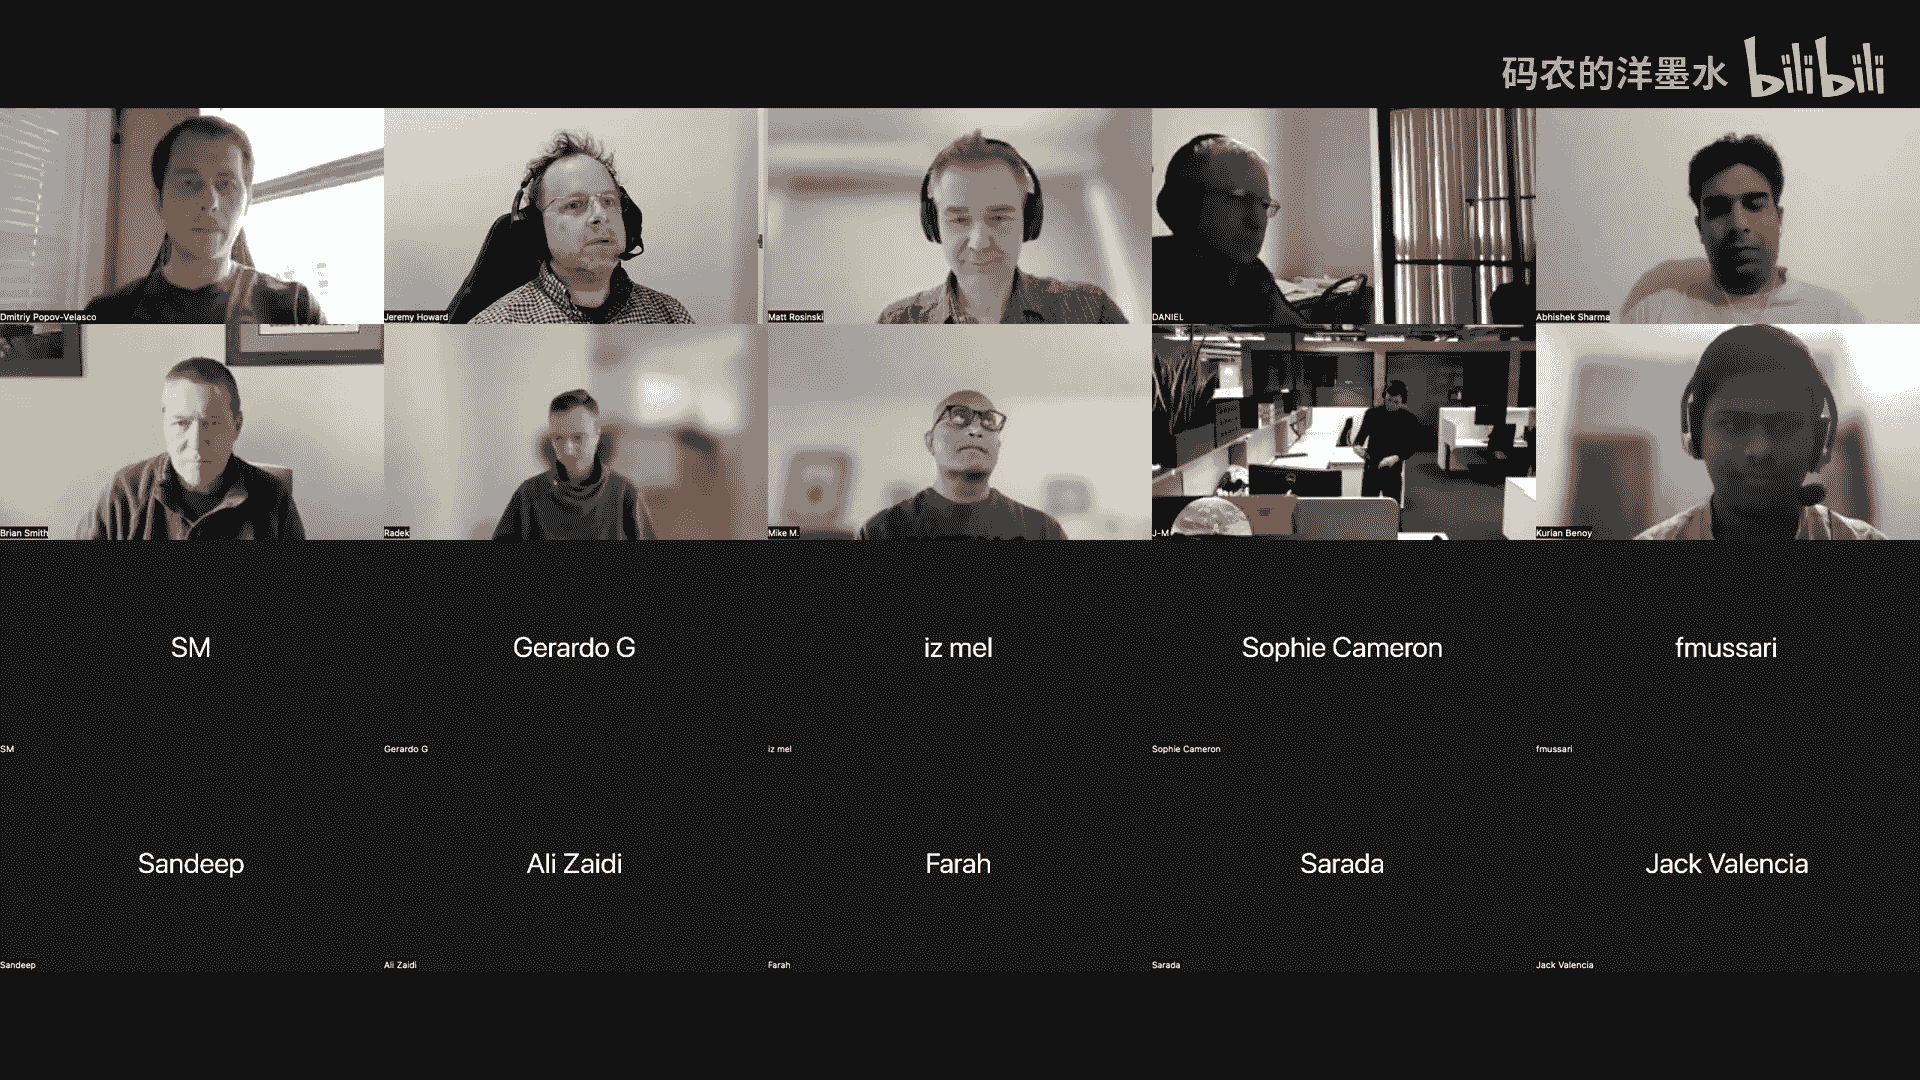 码农的洋墨水 bilibili
Dmitriy Popov-Velasco
Jeremy Howard
Matt Rosinski
DANIEL
Abhishek Sharma
Brian Smith
Radek
Mike M.
J-M
Kurian Benoy
SM
Gerardo G
iz mel
Sophie Cameron
fmussari
SM
Gerardo G
iz mel
Sophie Cameron
fmussari
Sandeep
Ali Zaidi
Farah
Sarada
Jack Valencia
Sandeep
Ali Zaidi
Farah
Sarada
Jack Valencia